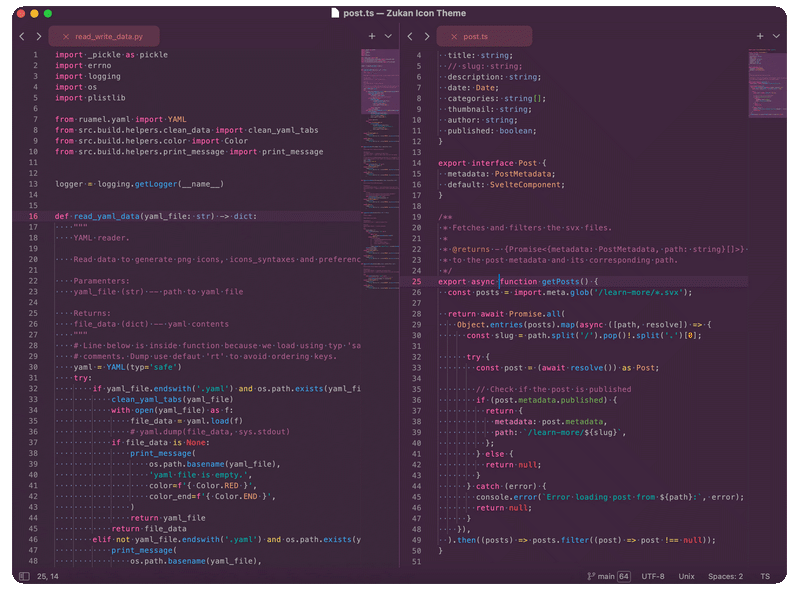 post.ts — Zukan Icon Theme
read_write_data.py
1 import _pickle as pickle
2 import errno
3 import logging
4 import os
5 import plistlib
6
7 from ruamel.yaml import YAML
8 from src.build.helpers.clean_data import clean_yaml_tabs
9 from src.build.helpers.color import Color
10 from src.build.helpers.print_message import print_message
11
12
13 logger = logging.getLogger(__name__)
14
15
16 def read_yaml_data(yaml_file: str) -> dict:
17 """
18 YAML reader.
19
20 Read data to generate png icons, icons_syntaxes and preferenc
21
22 Paramenters:
23 yaml_file (str) -- path to yaml file
24
25 Returns:
26 file_data (dict) -- yaml contents
27 """
28 # Line below is inside function because we load using typ='sa
29 # comments. Dump use defaut 'rt' to avoid ordering keys.
30 yaml = YAML(typ='safe')
31 try:
32 if yaml_file.endswith('.yaml') and os.path.exists(yaml_fi
33 clean_yaml_tabs(yaml_file)
34 with open(yaml_file) as f:
35 file_data = yaml.load(f)
36 # yaml.dump(file_data, sys.stdout)
37 if file_data is None:
38 print_message(
39 os.path.basename(yaml_file),
40 'yaml file is empty.',
41 color=f'{ Color.RED }',
42 color_end=f'{ Color.END }',
43 )
44 return yaml_file
45 return file_data
46 elif not yaml_file.endswith('.yaml') and os.path.exists(y
47 print_message(
48 os.path.basename(yaml_file),
post.ts
4 title: string;
5 // slug: string;
6 description: string;
7 date: Date;
8 categories: string[];
9 thumbnail: string;
10 author: string;
11 published: boolean;
12 }
13
14 export interface Post {
15 metadata: PostMetadata;
16 default: SvelteComponent;
17 }
18
19 /**
20 * Fetches and filters the svx files.
21 *
22 * @returns - {Promise<{metadata: PostMetadata, path: string}[]>}
23 * to the post metadata and its corresponding path.
24 */
25 export async function getPosts() {
26 const posts = import.meta.glob('/learn-more/*.svx');
27
28 return await Promise.all(
29 Object.entries(posts).map(async ([path, resolve]) => {
30 const slug = path.split('/').pop()!.split('.')[0];
31
32 try {
33 const post = (await resolve()) as Post;
34
35 // Check if the post is published
36 if (post.metadata.published) {
37 return {
38 metadata: post.metadata,
39 path: `/learn-more/${slug}`,
40 };
41 } else {
42 return null;
43 }
44 } catch (error) {
45 console.error(`Error loading post from ${path}:`, error);
46 return null;
47 }
48 }),
49 ).then((posts) => posts.filter((post) => post !== null));
50 }
51
25, 14
main 64
UTF-8
Unix
Spaces: 2
TS